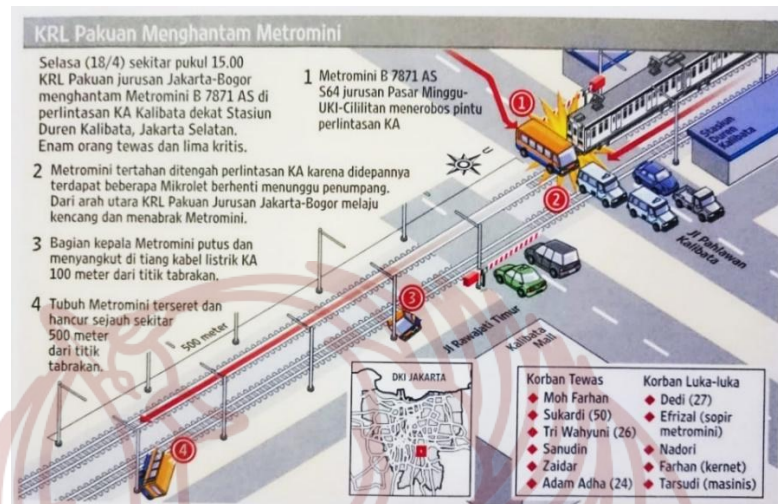 KRL Pakuan Menghantam Metromini
Selasa (18/4) sekitar pukul 15.00
KRL Pakuan jurusan Jakarta-Bogor
menghantam Metromini B 7871 AS di
perlintasan KA Kalibata dekat Stasiun
Duren Kalibata, Jakarta Selatan.
Enam orang tewas dan lima kritis.
1 Metromini B 7871 AS
S64 jurusan Pasar Minggu-
UKI-Cililitan menerobos pintu
perlintasan KA
2 Metromini tertahan ditengah perlintasan KA karena didepannya
terdapat beberapa Mikrolet berhenti menunggu penumpang.
Dari arah utara KRL Pakuan Jurusan Jakarta-Bogor melaju
kencang dan menabrak Metromini.
3 Bagian kepala Metromini putus dan
menyangkut di tiang kabel listrik KA
100 meter dari titik tabrakan.
4 Tubuh Metromini terseret dan
hancur sejauh sekitar
500 meter
dari titik
tabrakan.
1
2
3
4
500 meter
Stasiun
Duren Kalibata
Jl Pahlawan
Kalibata
Jl Rawajati Timur
Kalibata
Mall
DKI JAKARTA
Korban Tewas
Moh Farhan
Sukardi (50)
Tri Wahyuni (26)
Sanudin
Zaidar
Adam Adha (24)
Korban Luka-luka
Dedi (27)
Efrizal (sopir
metromini)
Nadori
Farhan (kernet)
Tarsudi (masinis)